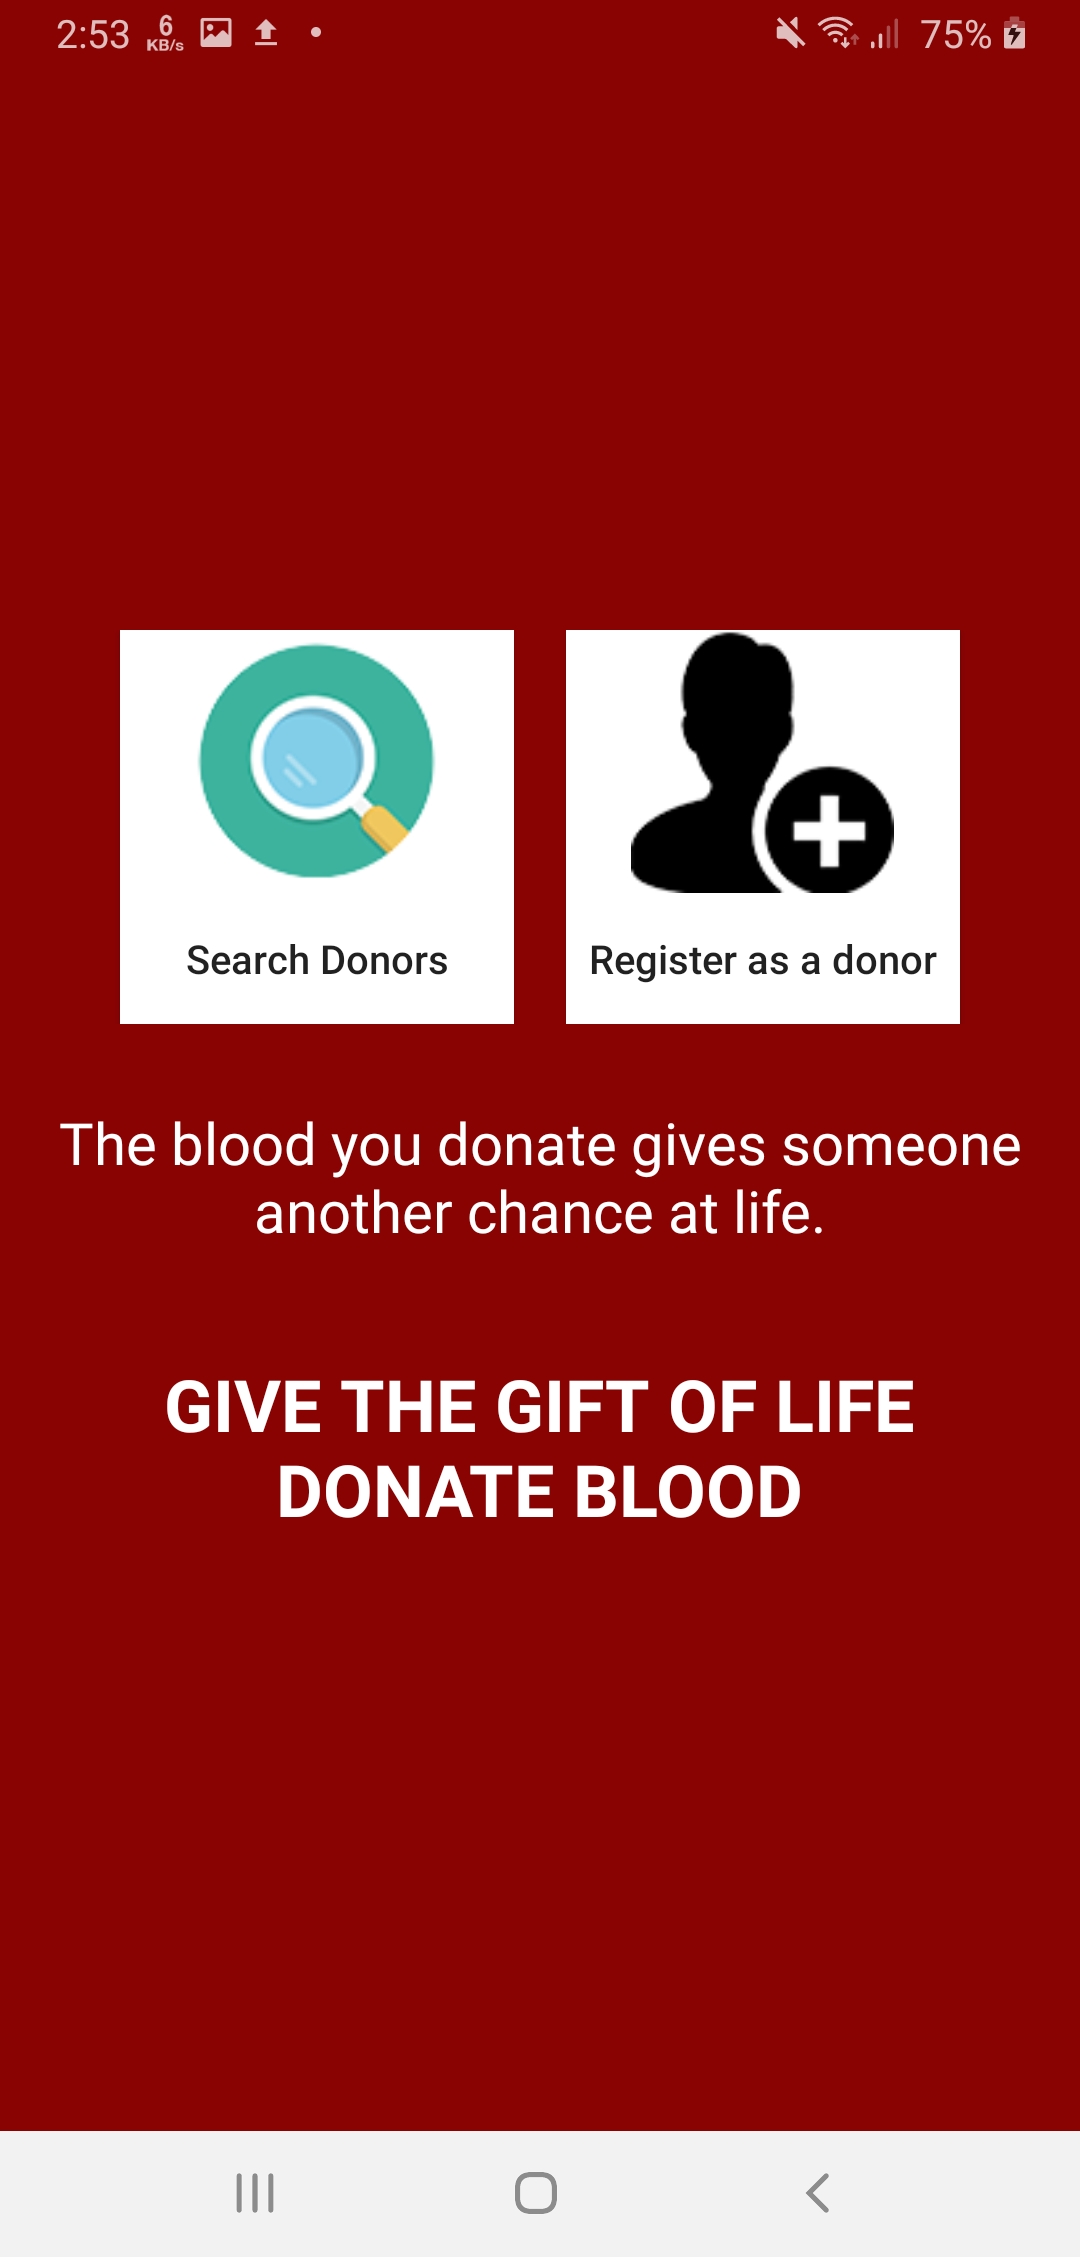 2:53 6 KB/s 75%
Search Donors
Register as a donor
The blood you donate gives someone
another chance at life.
GIVE THE GIFT OF LIFE
DONATE BLOOD